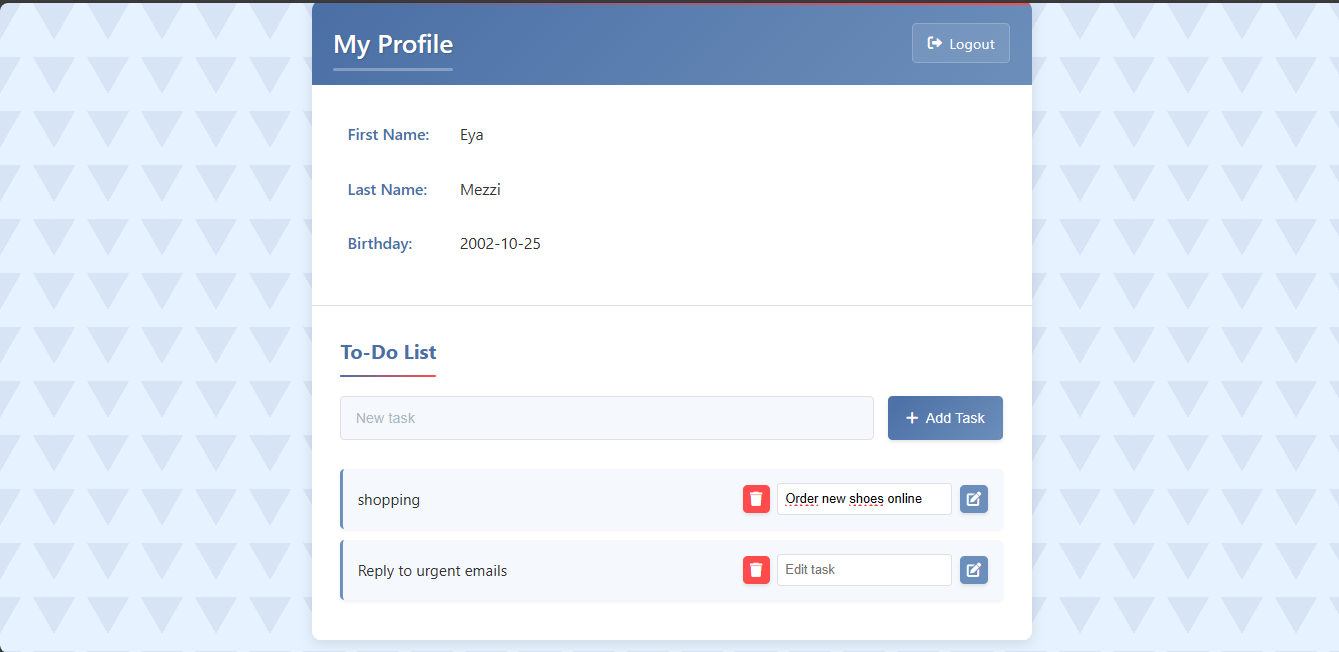 My Profile
Logout
First Name: Eya
Last Name: Mezzi
Birthday: 2002-10-25
To-Do List
New task
Add Task
shopping
Order new shoes online
Reply to urgent emails
Edit task